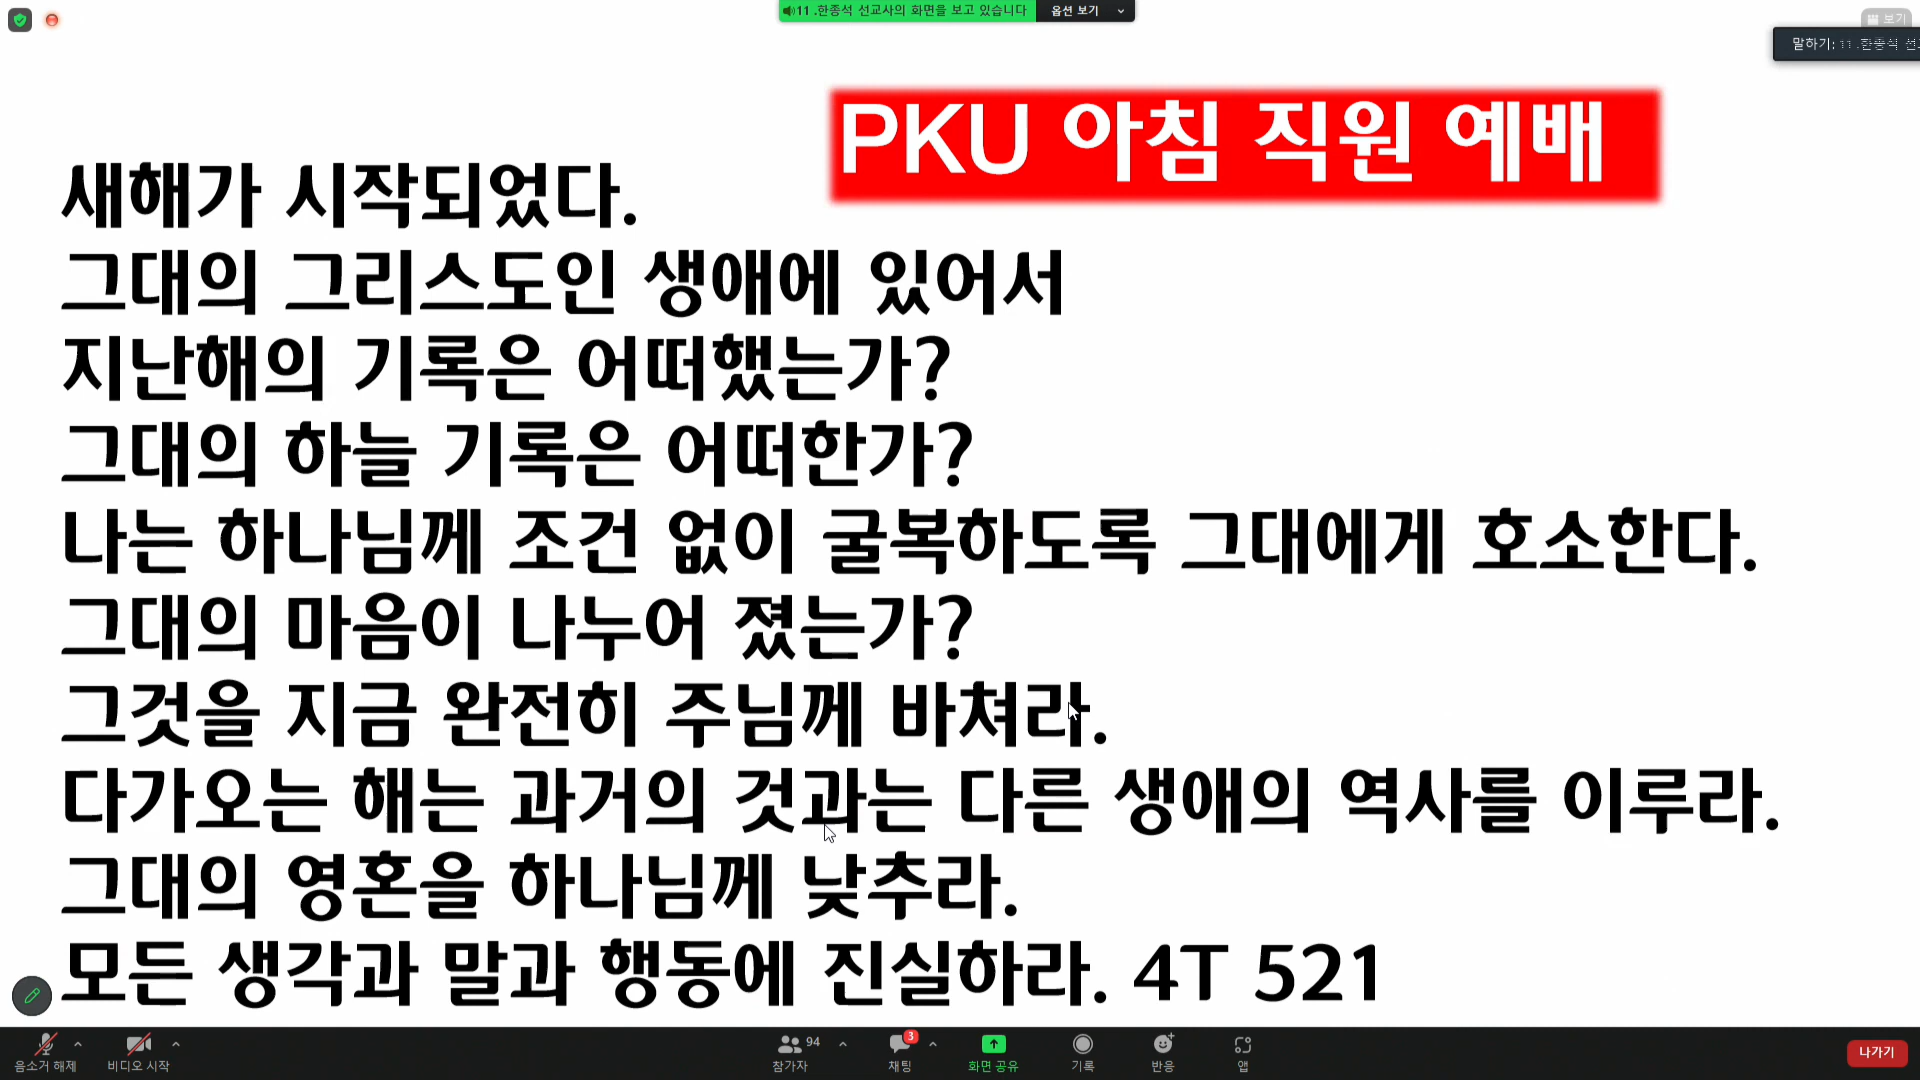 11 .한종석 선교사의 화면을 보고 있습니다 옵션 보기
보기
말하기: 11 .한종석
PKU 아침 직원 예배
새해가 시작되었다.
그대의 그리스도인 생애에 있어서
지난해의 기록은 어떠했는가?
그대의 하늘 기록은 어떠한가?
나는 하나님께 조건 없이 굴복하도록 그대에게 호소한다.
그대의 마음이 나누어 졌는가?
그것을 지금 완전히 주님께 바쳐라.
다가오는 해는 과거의 것과는 다른 생애의 역사를 이루라.
그대의 영혼을 하나님께 낮추라.
모든 생각과 말과 행동에 진실하라. 4T 521
94 3
음소거 해제 비디오 시작 참가자 채팅 화면 공유 기록 반응 앱 나가기